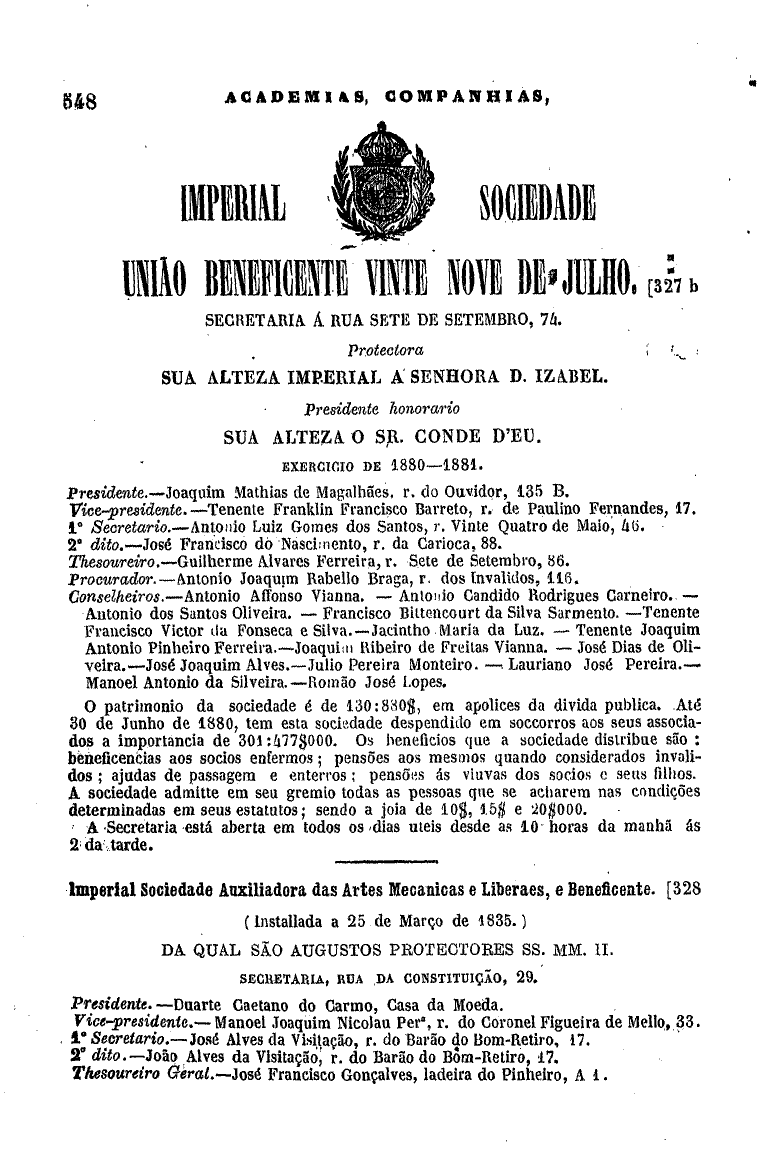 548 ACADEMIAS, COMPANHIAS,
IMPERIAL SOCIEDADE
UNIÃO BENEFICENTE VINTE NOVE DE JULHO. [327 b
SECRETARIA Á RUA SETE DE SETEMBRO, 74.
Protectora
SUA ALTEZA IMPERIAL A SENHORA D. IZABEL.
Presidente honorario
SUA ALTEZA O SR. CONDE D'EU.
EXERCICIO DE 1880—1881.
Presidente.—Joaquim Mathias de Magalhães, r. do Ouvidor, 135 B.
Vice-presidente.—Tenente Franklin Francisco Barreto, r. de Paulino Fernandes, 17.
1º Secretario.—Antonio Luiz Gomes dos Santos, r. Vinte Quatro de Maio, 46.
2º dito.—José Francisco do Nascimento, r. da Carioca, 88.
Thesoureiro.—Guilherme Alvares Ferreira, r. Sete de Setembro, 86.
Procurador.—Antonio Joaquim Rabello Braga, r. dos Invalidos, 116.
Conselheiros.—Antonio Affonso Vianna. — Antonio Candido Rodrigues Carneiro. —
Antonio dos Santos Oliveira. — Francisco Bittencourt da Silva Sarmento. —Tenente
Francisco Victor da Fonseca e Silva.—Jacintho Maria da Luz. — Tenente Joaquim
Antonio Pinheiro Ferreira.—Joaquim Ribeiro de Freitas Vianna. — José Dias de Oli-
veira.—José Joaquim Alves.—Julio Pereira Monteiro. — Lauriano José Pereira.—
Manoel Antonio da Silveira.—Romão José Lopes.
O patrimonio da sociedade é de 130:880$, em apolices da divida publica. Até
30 de Junho de 1880, tem esta sociedade despendido em soccorros aos seus associa-
dos a importancia de 301:477$000. Os beneficios que a sociedade distribue são :
beneficencias aos socios enfermos ; pensões aos mesmos quando considerados invali-
dos ; ajudas de passagem e enterros ; pensões ás viuvas dos socios e seus filhos.
A sociedade admitte em seu gremio todas as pessoas que se acharem nas condições
determinadas em seus estatutos ; sendo a joia de 10$, 15$ e 20$000.
A Secretaria está aberta em todos os dias uteis desde as 10 horas da manhã ás
2 da tarde.
Imperial Sociedade Auxiliadora das Artes Mecanicas e Liberaes, e Beneficente. [328
( Installada a 25 de Março de 1835. )
DA QUAL SÃO AUGUSTOS PROTECTORES SS. MM. II.
SECRETARIA, RUA DA CONSTITUIÇÃO, 29.
Presidente.—Duarte Caetano do Carmo, Casa da Moeda.
Vice-presidente.— Manoel Joaquim Nicolau Perª, r. do Coronel Figueira de Mello, 33.
1º Secretario.—José Alves da Visitação, r. do Barão do Bom-Retiro, 17.
2º dito.—João Alves da Visitação, r. do Barão do Bom-Retiro, 17.
Thesoureiro Geral.—José Francisco Gonçalves, ladeira do Pinheiro, A 1.